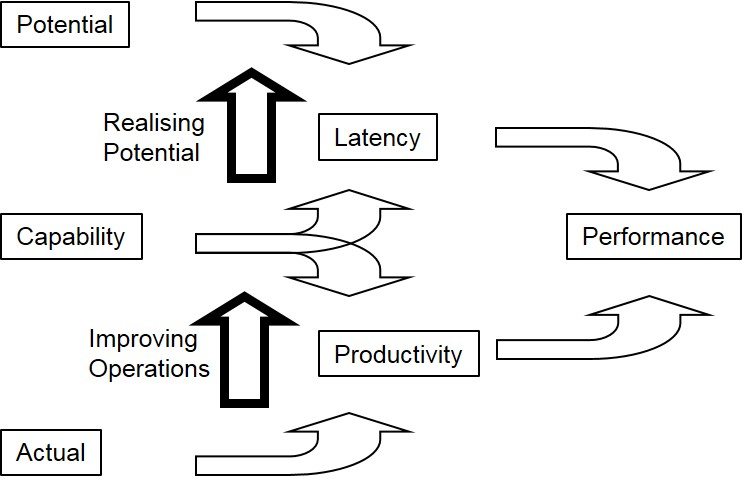 Potential
Realising
Potential
Latency
Capability
Performance
Improving
Operations
Productivity
Actual